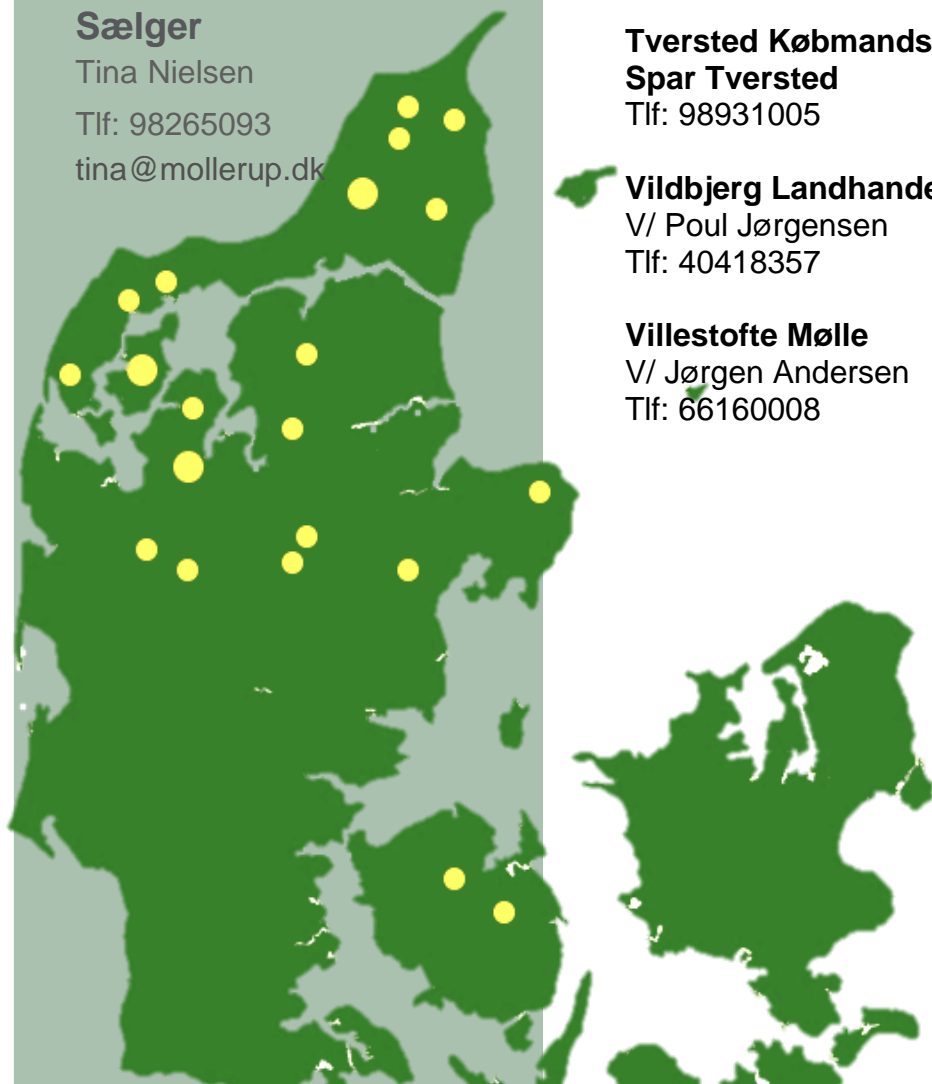 Sælger
Tina Nielsen
Tlf: 98265093
tina@mollerup.dk
Tversted Købmands
Spar Tversted
Tlf: 98931005
Vildbjerg Landhande
V/ Poul Jørgensen
Tlf: 40418357
Villestofte Mølle
V/ Jørgen Andersen
Tlf: 66160008